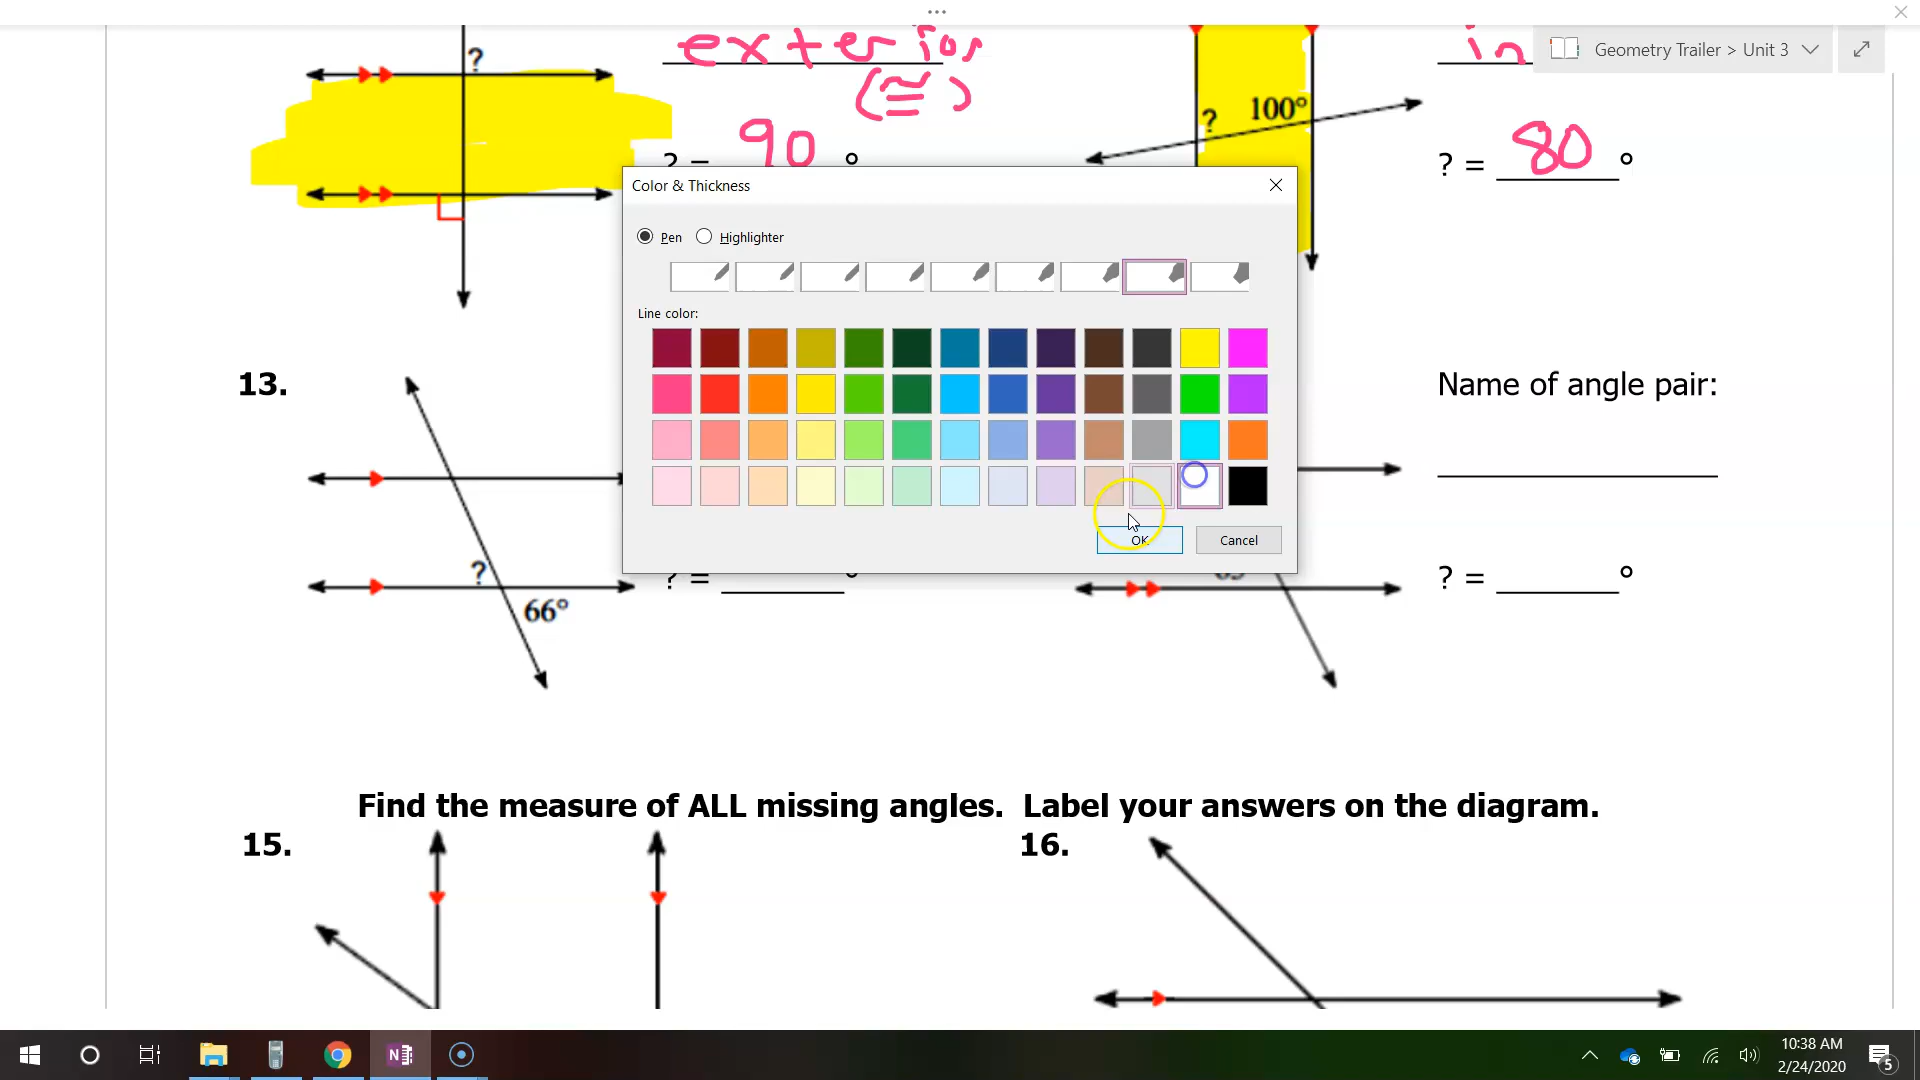 ...
Geometry Trailer > Unit 3
?
exterior
(≅)
in
? 100°
? = 90 °
? = 80 °
Color & Thickness
Pen Highlighter
Line color:
OK Cancel
13.
Name of angle pair:
?
66°
? = °
? = °
Find the measure of ALL missing angles. Label your answers on the diagram.
15.
16.
10:38 AM
2/24/2020
5